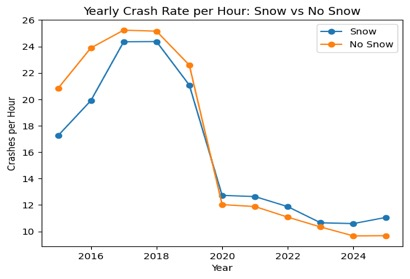 Yearly Crash Rate per Hour: Snow vs No Snow
Snow
No Snow
Crashes per Hour
26
24
22
20
18
16
14
12
10
2016 2018 2020 2022 2024
Year